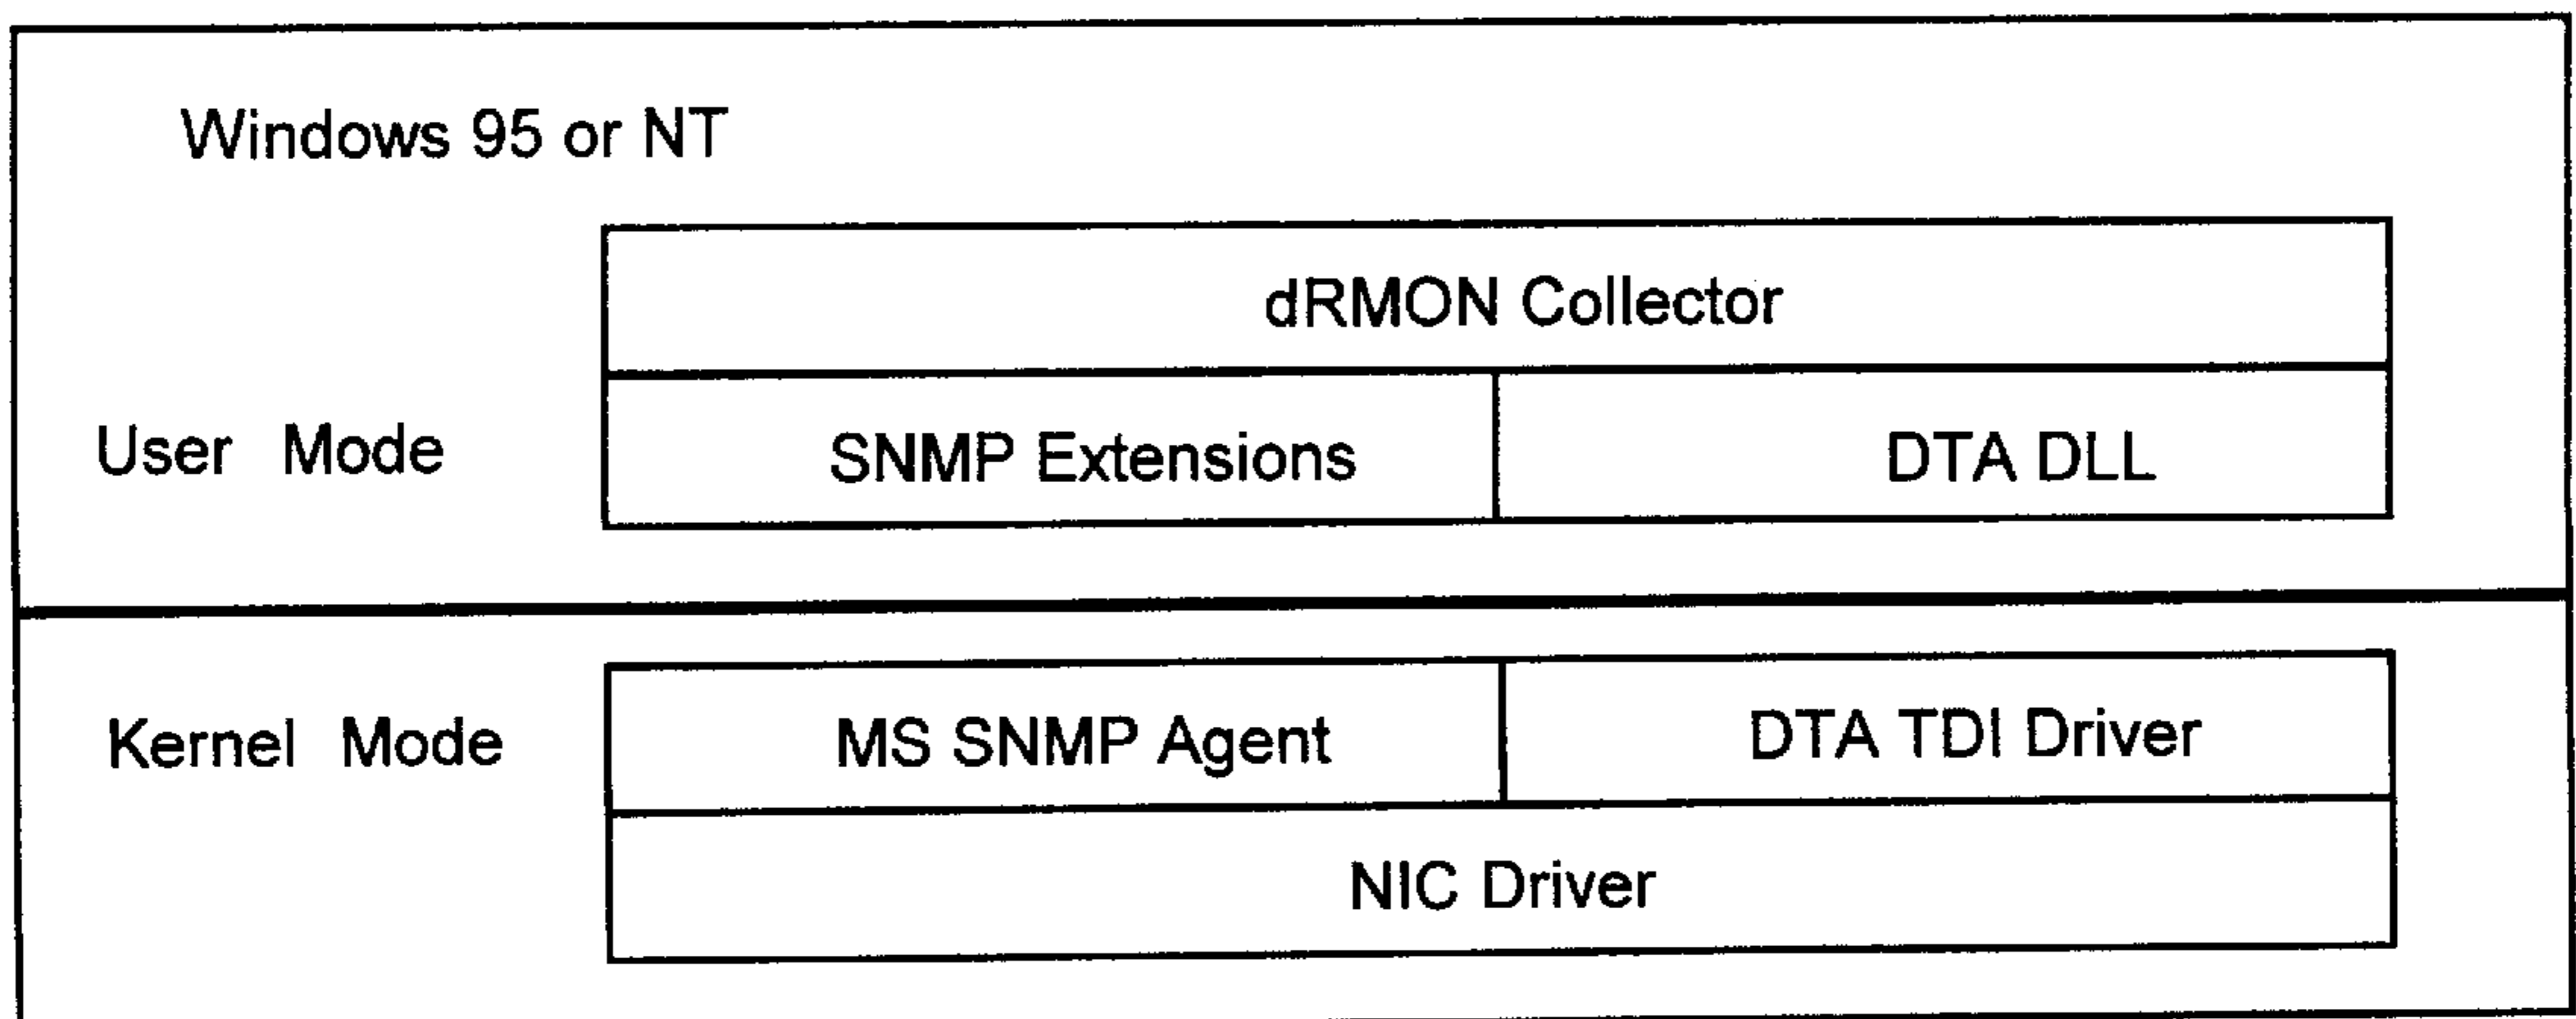 Windows 95 or NT
dRMON Collector
User Mode
SNMP Extensions
DTA DLL
Kernel Mode
MS SNMP Agent
DTA TDI Driver
NIC Driver